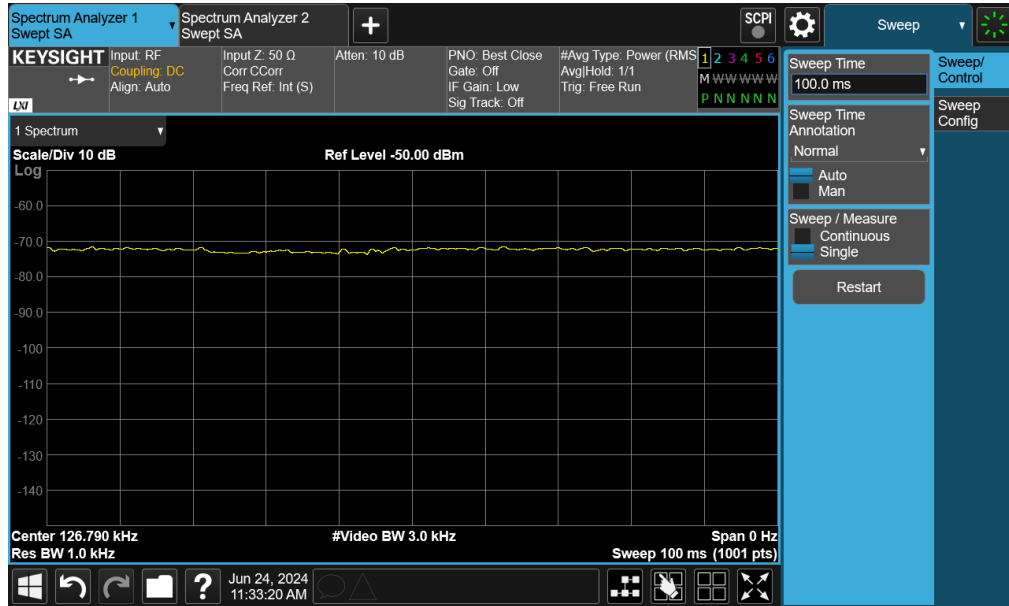 Spectrum Analyzer 1
Swept SA
Spectrum Analyzer 2
Swept SA
SCPI
Sweep
KEYSIGHT
LXI
Input: RF
Coupling: DC
Align: Auto
Input Z: 50 Ω
Corr CCorr
Freq Ref: Int (S)
Atten: 10 dB
PNO: Best Close
Gate: Off
IF Gain: Low
Sig Track: Off
#Avg Type: Power (RMS
Avg|Hold: 1/1
Trig: Free Run
1 2 3 4 5 6
M W W W W W
P N N N N N
1 Spectrum
Scale/Div 10 dB
Ref Level -50.00 dBm
Log
-60.0
-70.0
-80.0
-90.0
-100
-110
-120
-130
-140
Center 126.790 kHz
#Video BW 3.0 kHz
Span 0 Hz
Res BW 1.0 kHz
Sweep 100 ms (1001 pts)
Sweep Time
100.0 ms
Sweep Time
Annotation
Normal
Auto
Man
Sweep / Measure
Continuous
Single
Restart
Sweep/
Control
Sweep
Config
?
Jun 24, 2024
11:33:20 AM